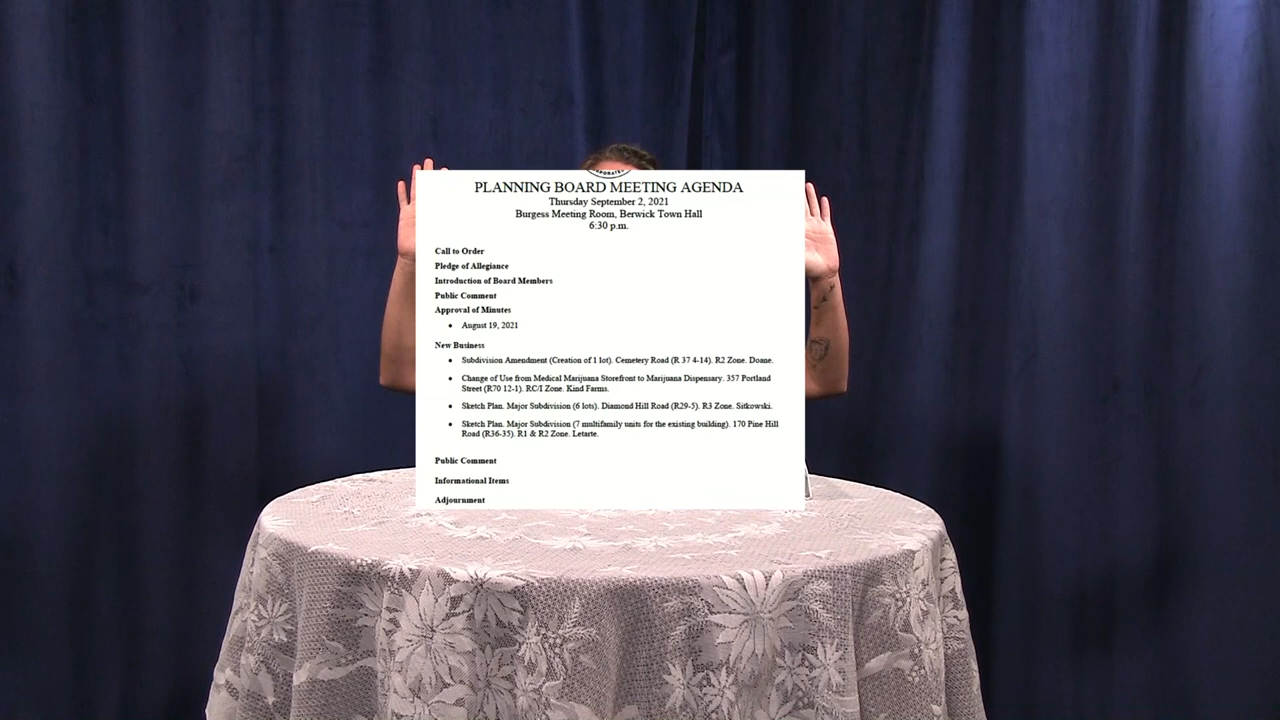 PLANNING BOARD MEETING AGENDA
Thursday September 2, 2021
Burgess Meeting Room, Berwick Town Hall
6:30 p.m.
Call to Order
Pledge of Allegiance
Introduction of Board Members
Public Comment
Approval of Minutes
• August 19, 2021
New Business
• Subdivision Amendment (Creation of 1 lot). Cemetery Road (R 37 4-14). R2 Zone. Doane.
• Change of Use from Medical Marijuana Storefront to Marijuana Dispensary. 357 Portland
Street (R70 12-1). RC/I Zone. Kind Farms.
• Sketch Plan. Major Subdivision (6 lots). Diamond Hill Road (R29-5). R3 Zone. Sitkowski.
• Sketch Plan. Major Subdivision (7 multifamily units for the existing building). 170 Pine Hill
Road (R36-35). R1 & R2 Zone. Letarte.
Public Comment
Informational Items
Adjournment